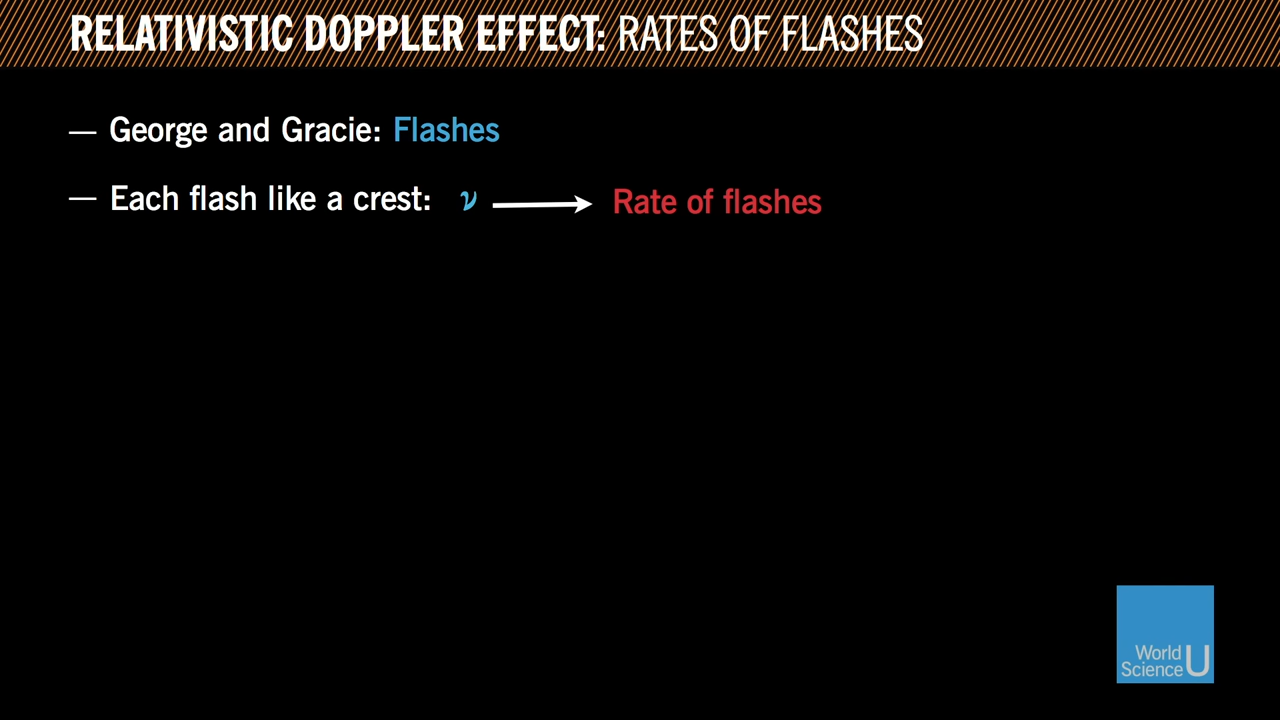 RELATIVISTIC DOPPLER EFFECT: RATES OF FLASHES
— George and Gracie: Flashes
— Each flash like a crest: ν ⟶ Rate of flashes
World
Science U